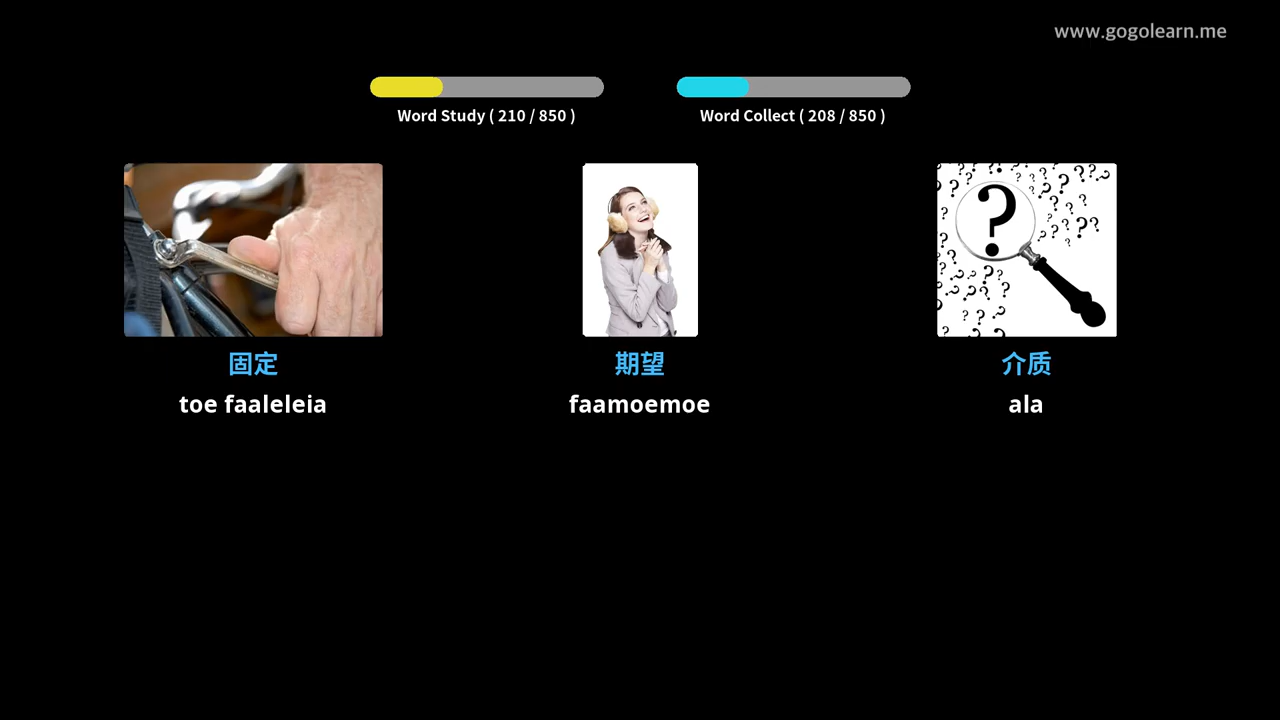 www.gogolearn.me
Word Study ( 210 / 850 )
Word Collect ( 208 / 850 )
固定
期望
介质
toe faaleleia
faamoemoe
ala